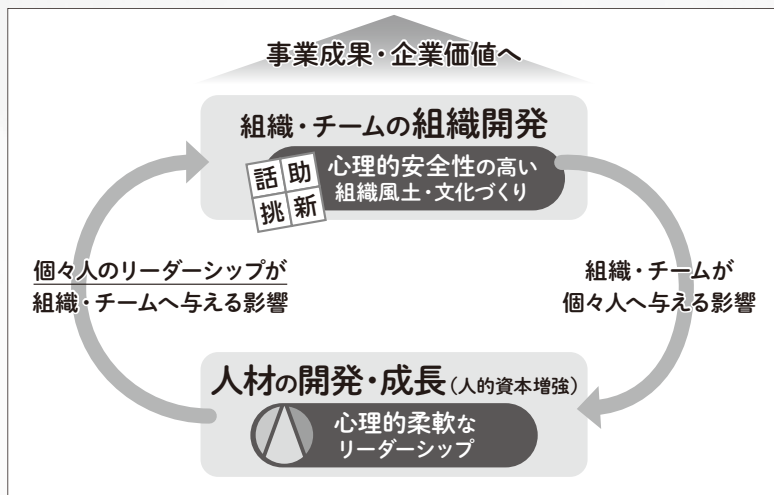 事業成果・企業価値へ
組織・チームの組織開発
話助
挑新
心理的安全性の高い
組織風土・文化づくり
個々人のリーダーシップが
組織・チームへ与える影響
組織・チームが
個々人へ与える影響
人材の開発・成長(人的資本増強)
心理的柔軟な
リーダーシップ